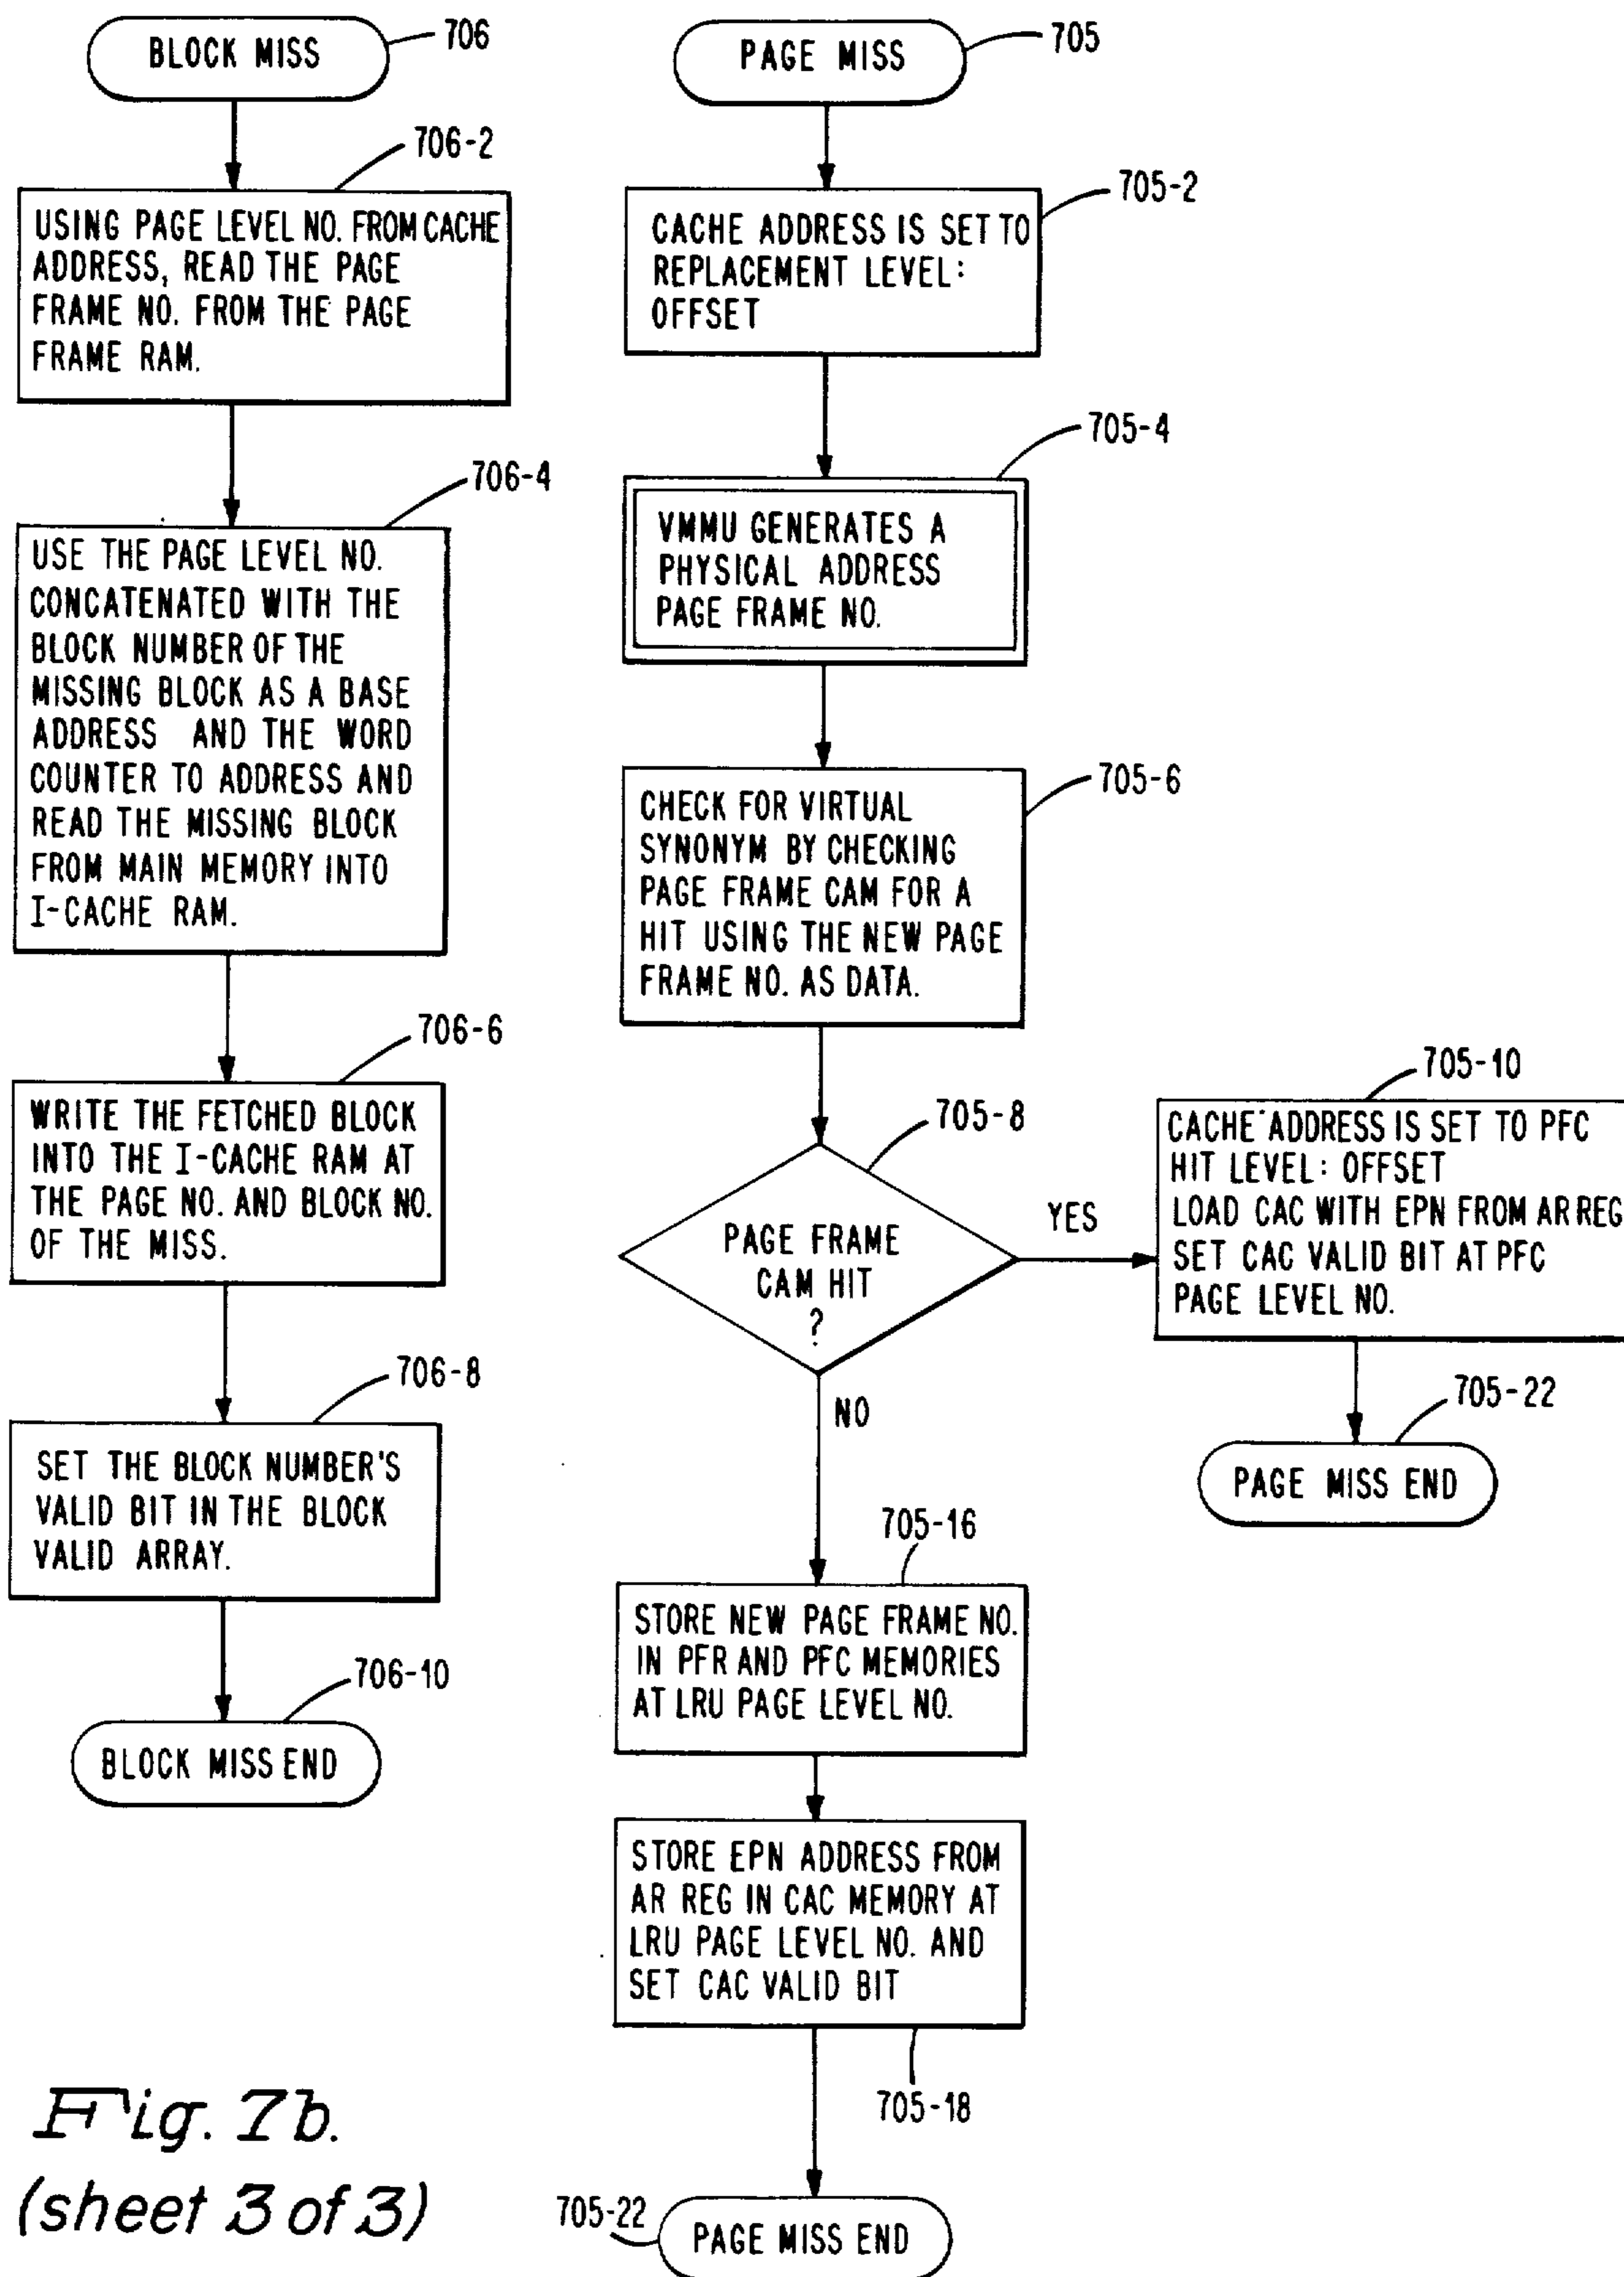 BLOCK MISS
706
706-2
USING PAGE LEVEL NO. FROM CACHE
ADDRESS, READ THE PAGE
FRAME NO. FROM THE PAGE
FRAME RAM.
706-4
USE THE PAGE LEVEL NO.
CONCATENATED WITH THE
BLOCK NUMBER OF THE
MISSING BLOCK AS A BASE
ADDRESS AND THE WORD
COUNTER TO ADDRESS AND
READ THE MISSING BLOCK
FROM MAIN MEMORY INTO
I-CACHE RAM.
706-6
WRITE THE FETCHED BLOCK
INTO THE I-CACHE RAM AT
THE PAGE NO. AND BLOCK NO.
OF THE MISS.
706-8
SET THE BLOCK NUMBER'S
VALID BIT IN THE BLOCK
VALID ARRAY.
706-10
BLOCK MISS END
PAGE MISS
705
705-2
CACHE ADDRESS IS SET TO
REPLACEMENT LEVEL:
OFFSET
705-4
VMMU GENERATES A
PHYSICAL ADDRESS
PAGE FRAME NO.
705-6
CHECK FOR VIRTUAL
SYNONYM BY CHECKING
PAGE FRAME CAM FOR A
HIT USING THE NEW PAGE
FRAME NO. AS DATA.
705-8
PAGE FRAME
CAM HIT
?
YES
705-10
CACHE ADDRESS IS SET TO PFC
HIT LEVEL: OFFSET
LOAD CAC WITH EPN FROM AR REG
SET CAC VALID BIT AT PFC
PAGE LEVEL NO.
705-22
PAGE MISS END
NO
705-16
STORE NEW PAGE FRAME NO.
IN PFR AND PFC MEMORIES
AT LRU PAGE LEVEL NO.
STORE EPN ADDRESS FROM
AR REG IN CAC MEMORY AT
LRU PAGE LEVEL NO. AND
SET CAC VALID BIT
705-18
705-22
PAGE MISS END
Fig. 7b.
(sheet 3 of 3)